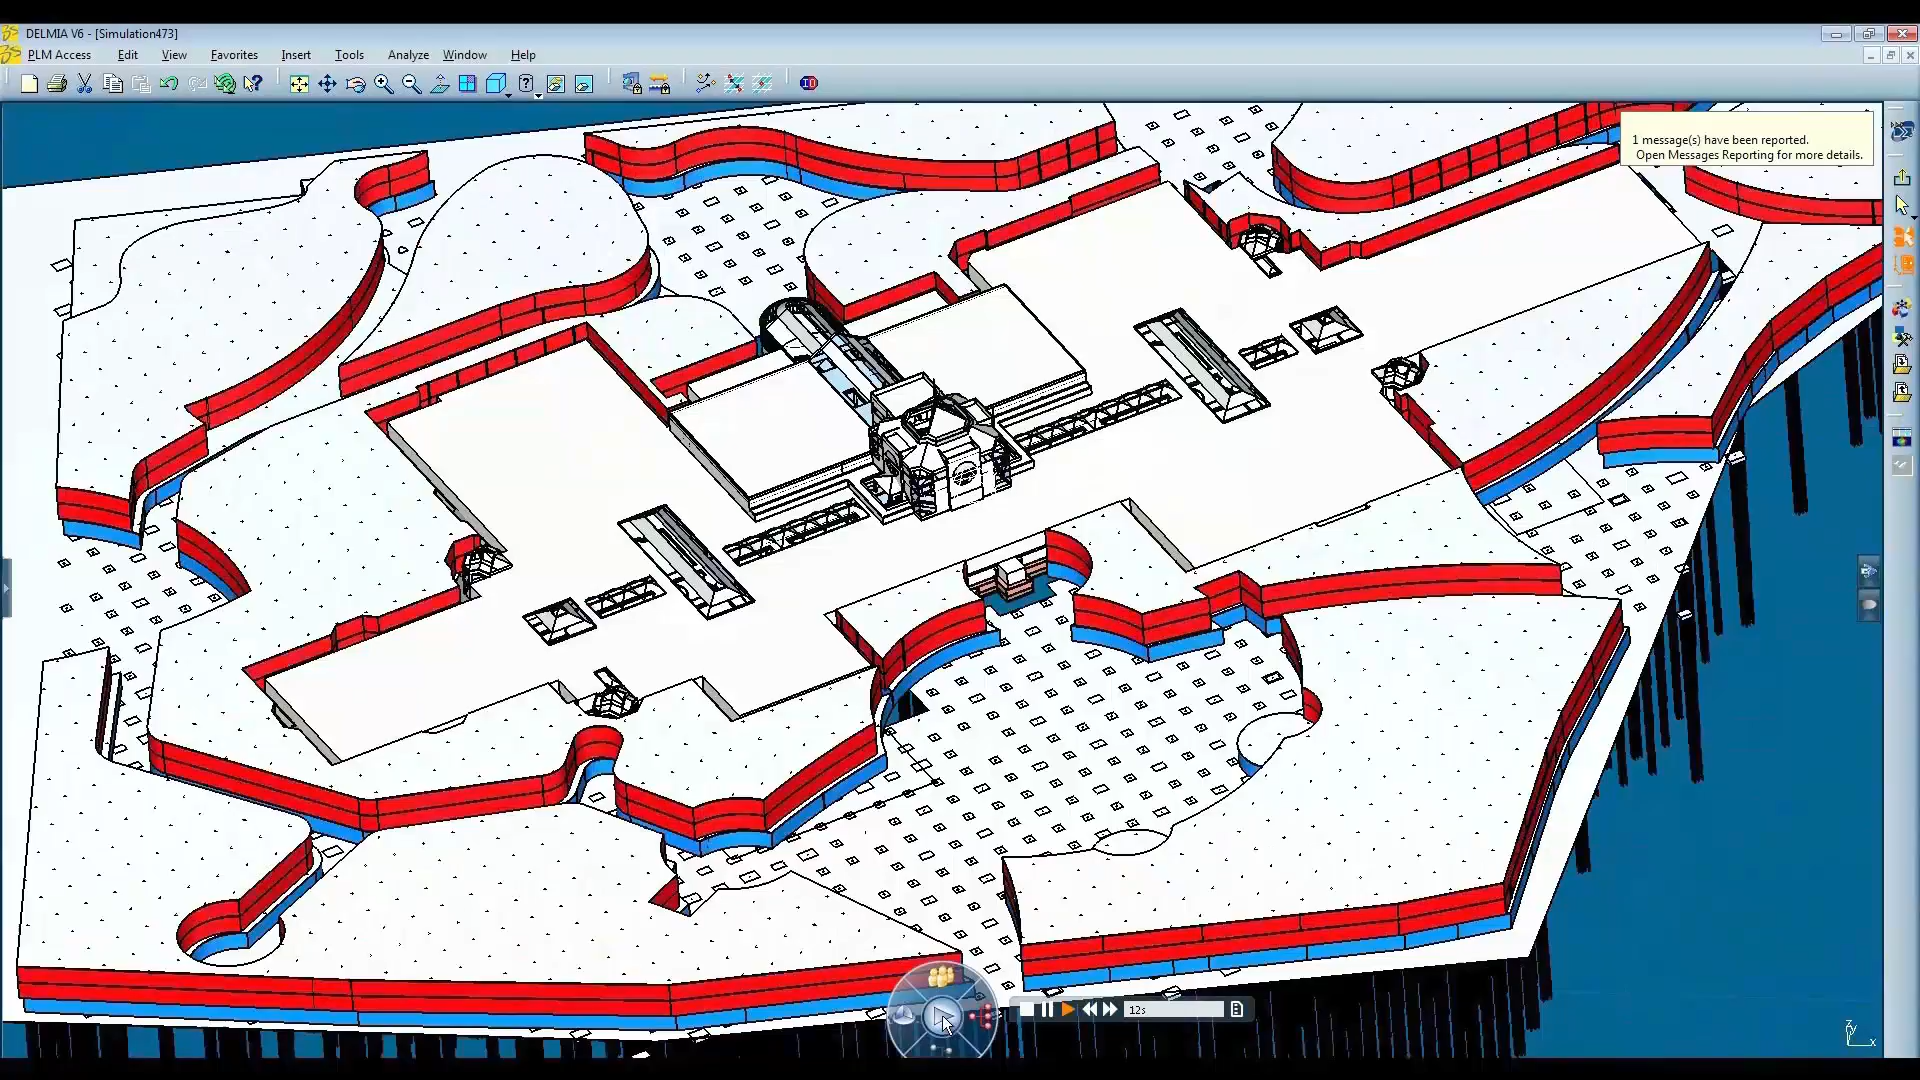 DELMIA V6 - [Simulation473]
PLM Access Edit View Favorites Insert Tools Analyze Window Help
1 message(s) have been reported.
Open Messages Reporting for more details.
12s
z
y
x